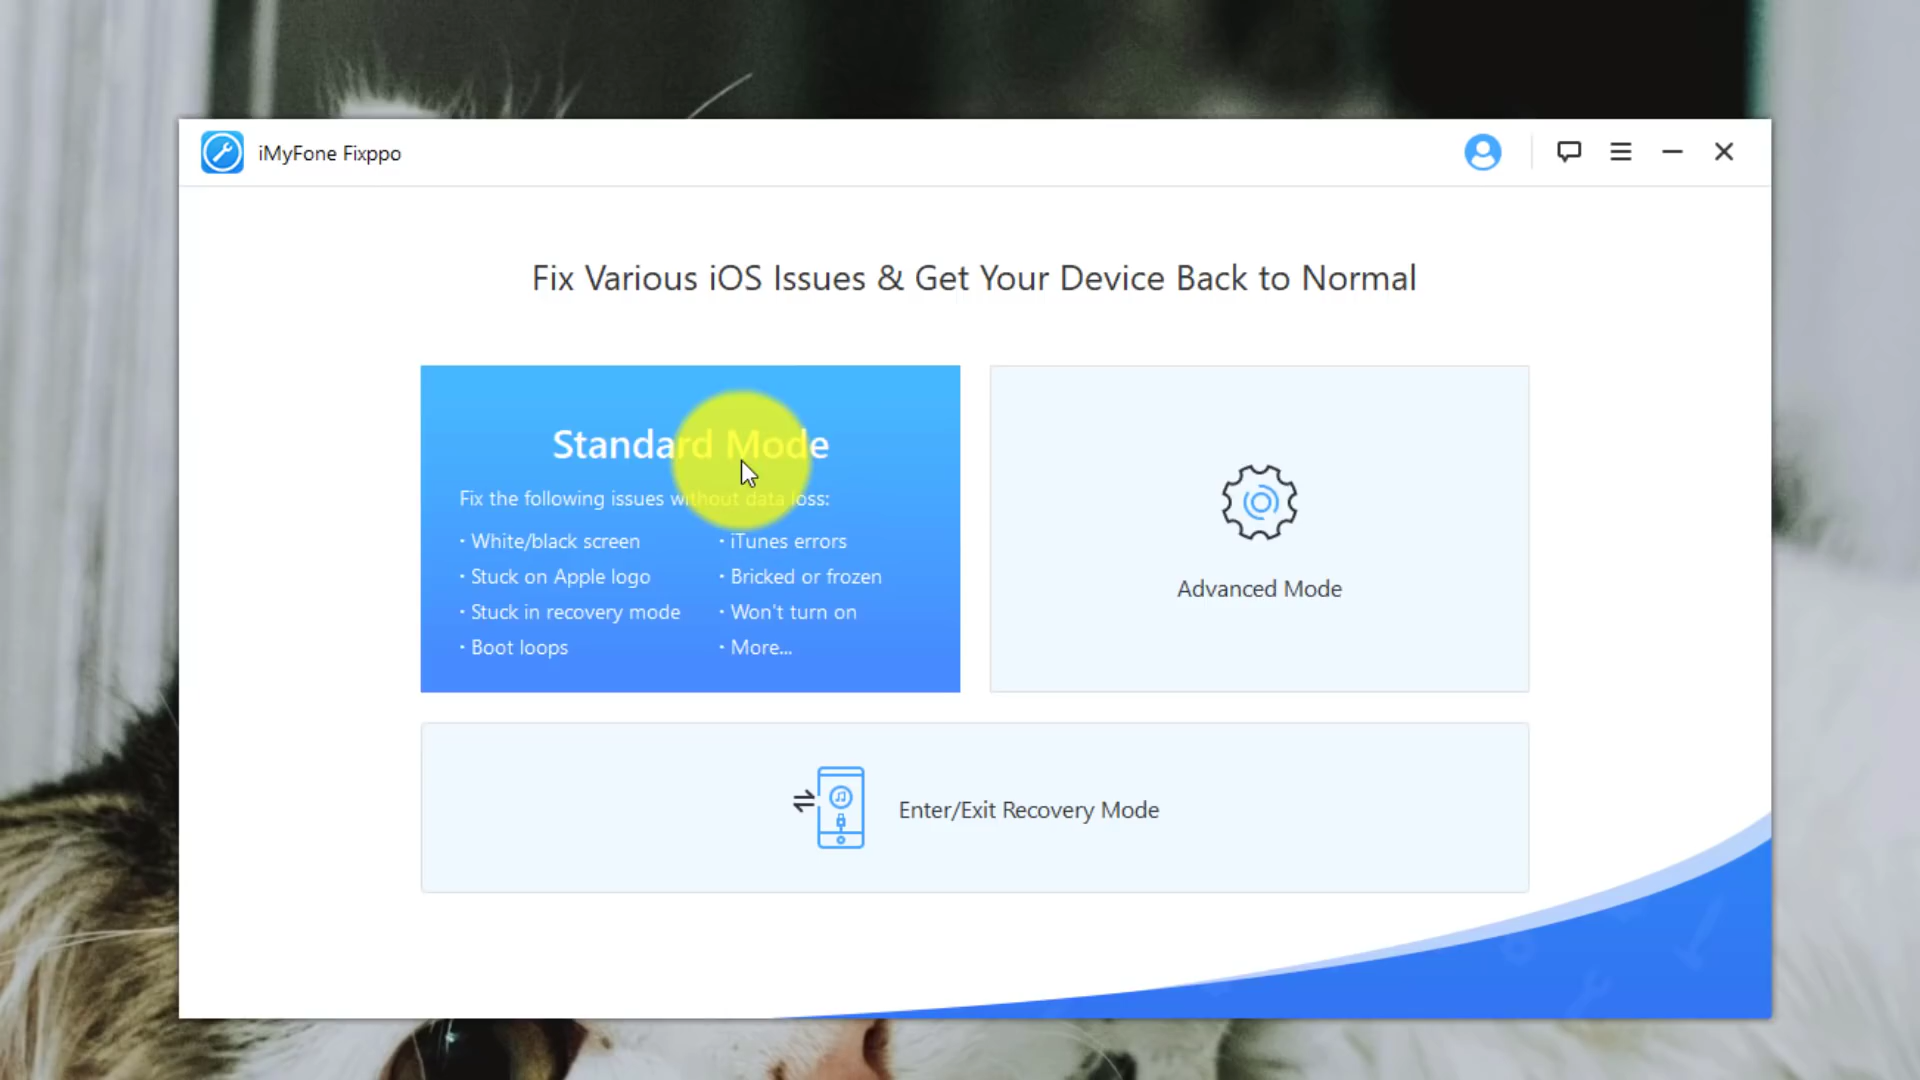 iMyFone Fixppo
Fix Various iOS Issues & Get Your Device Back to Normal
Standard Mode
Fix the following issues without data loss:
· White/black screen
· Stuck on Apple logo
· Stuck in recovery mode
· Boot loops
· iTunes errors
· Bricked or frozen
· Won't turn on
· More...
Advanced Mode
Enter/Exit Recovery Mode